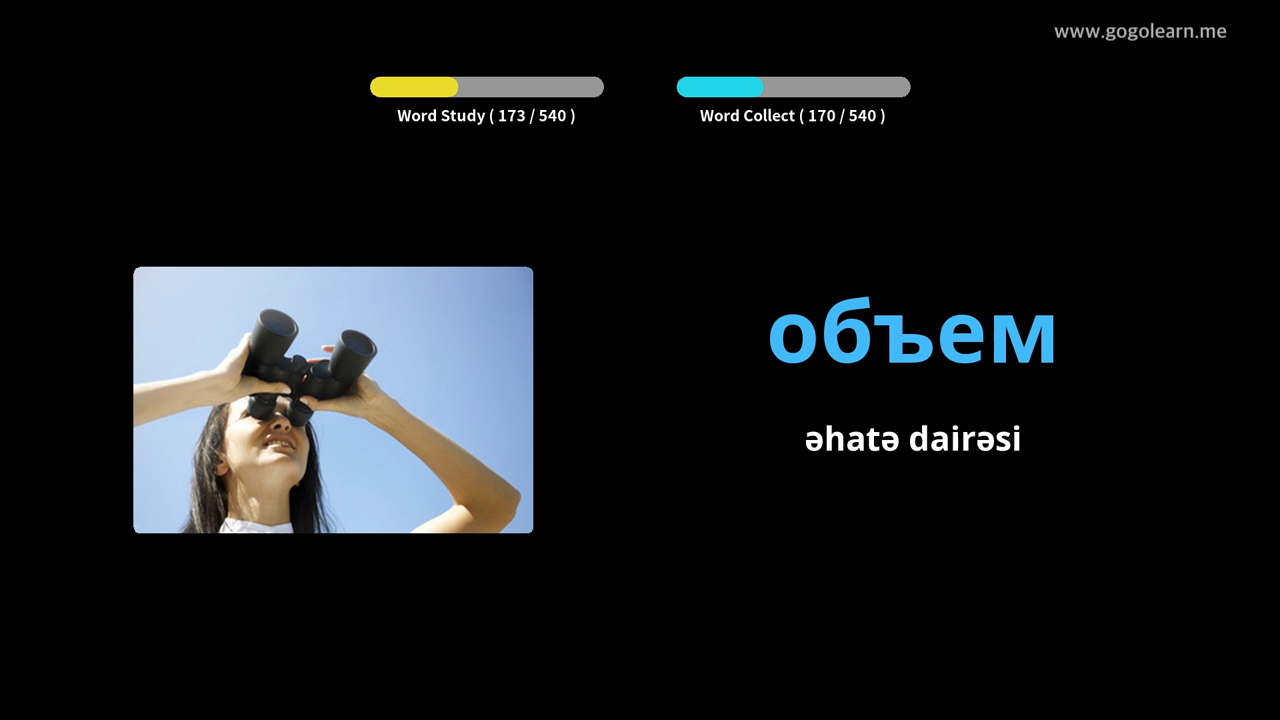 www.gogolearn.me
Word Study ( 173 / 540 )
Word Collect ( 170 / 540 )
объем
əhatə dairəsi